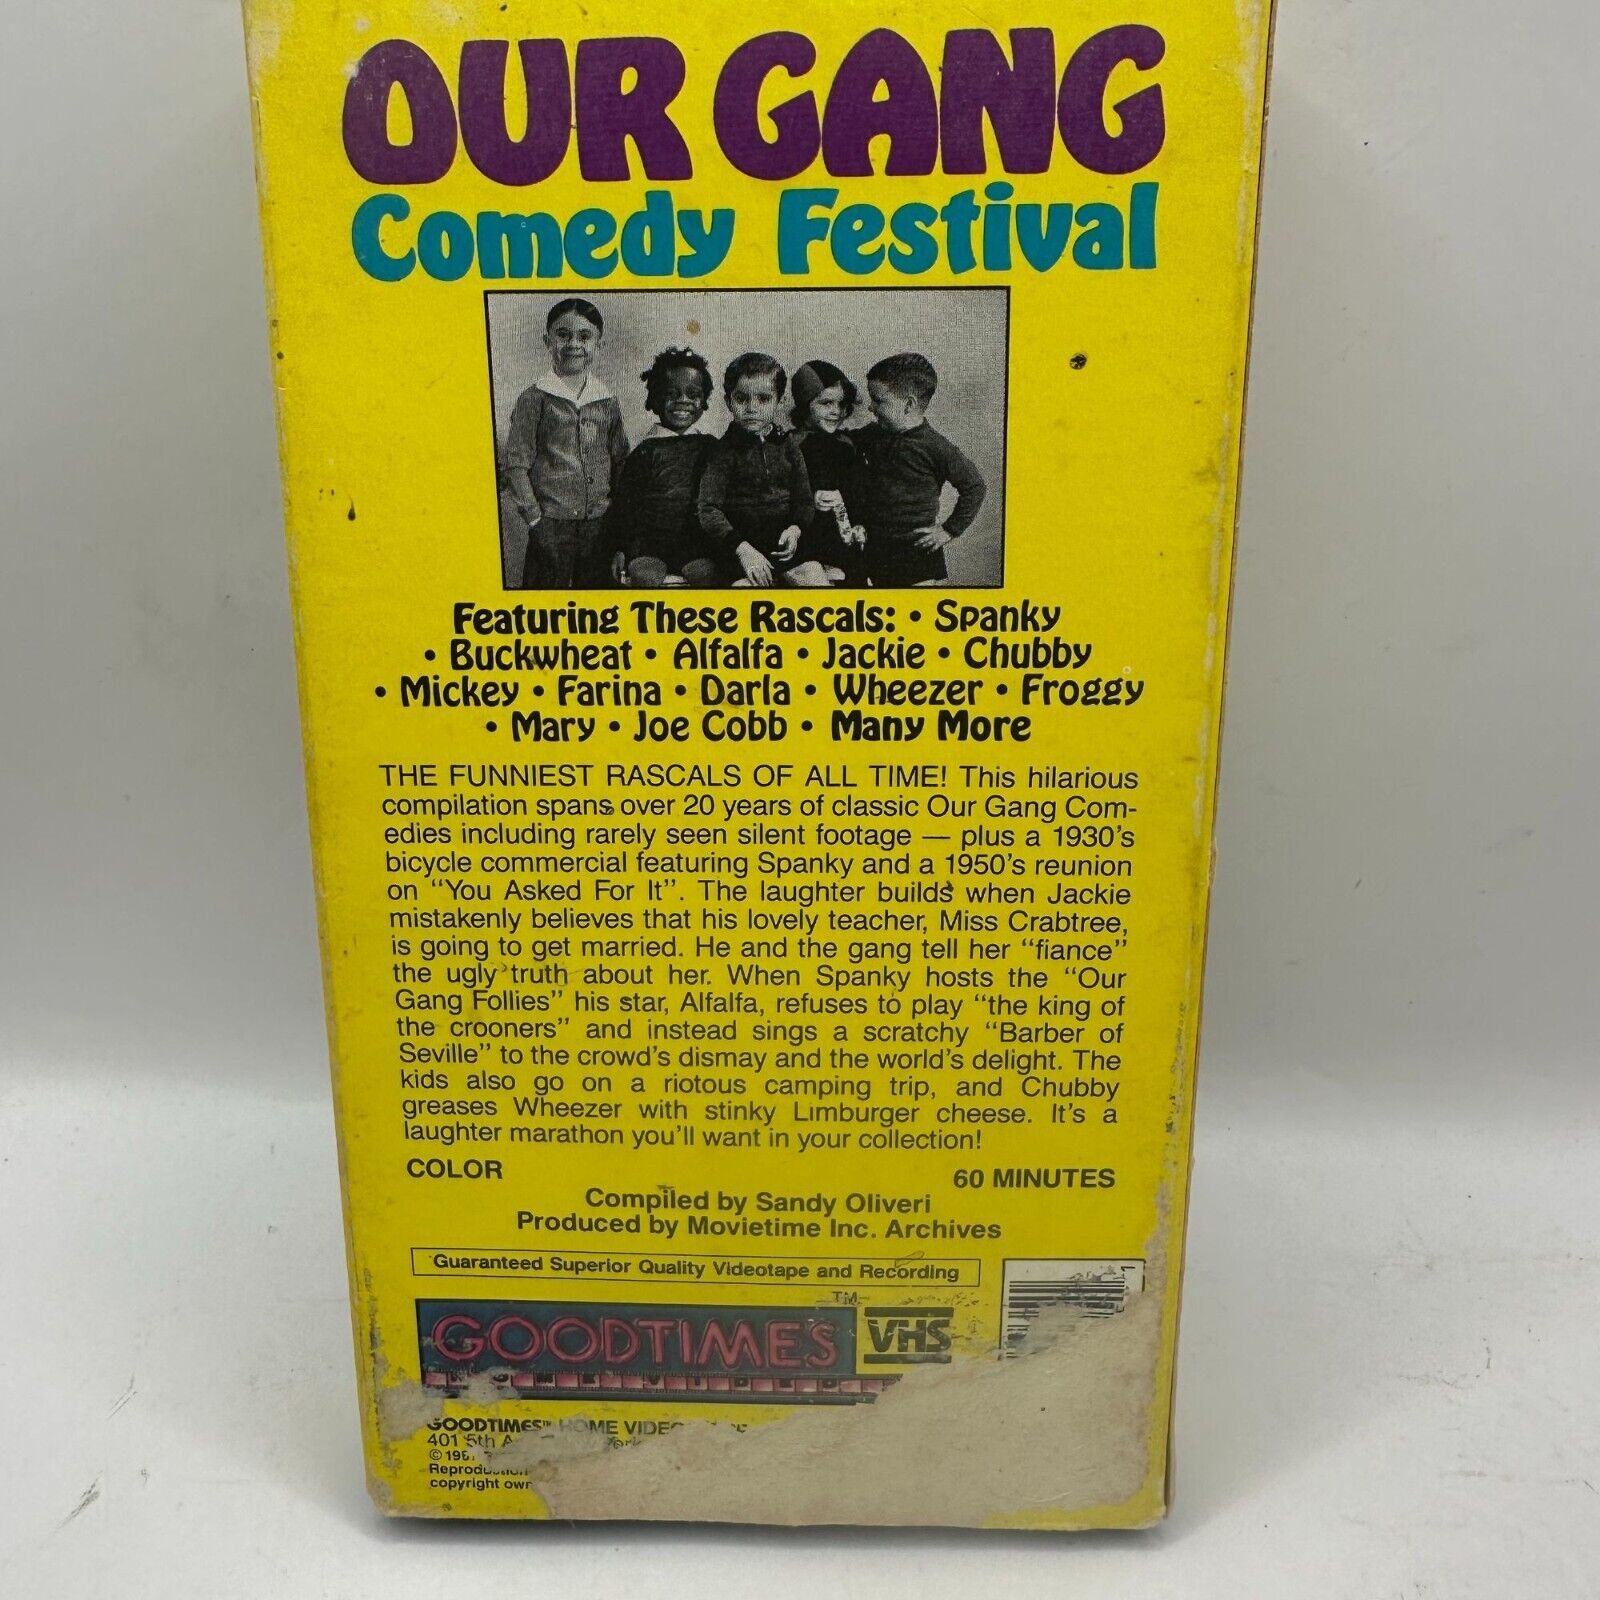 OUR GANG
Comedy Festival
Featuring These Rascals: • Spanky
• Buckwheat • Alfalfa • Jackie • Chubby
• Mickey • Farina • Darla • Wheezer • Froggy
• Mary • Joe Cobb • Many More
THE FUNNIEST RASCALS OF ALL TIME! This hilarious
compilation spans over 20 years of classic Our Gang Com-
edies including rarely seen silent footage — plus a 1930's
bicycle commercial featuring Spanky and a 1950's reunion
on "You Asked For It". The laughter builds when Jackie
mistakenly believes that his lovely teacher, Miss Crabtree,
is going to get married. He and the gang tell her "fiance"
the ugly truth about her. When Spanky hosts the "Our
Gang Follies" his star, Alfalfa, refuses to play "the king of
the crooners" and instead sings a scratchy "Barber of
Seville" to the crowd's dismay and the world's delight. The
kids also go on a riotous camping trip, and Chubby
greases Wheezer with stinky Limburger cheese. It's a
laughter marathon you'll want in your collection!
COLOR 60 MINUTES
Compiled by Sandy Oliveri
Produced by Movietime Inc. Archives
Guaranteed Superior Quality Videotape and Recording
TM
GOODTIMES VHS
HOME VIDEO
GOODTIMES™ HOME
401 5th
©
copyright